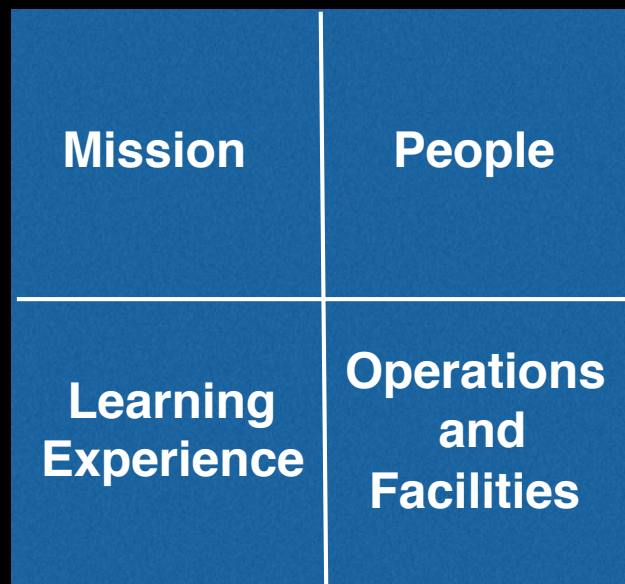 Mission
People
Learning
Experience
Operations
and
Facilities